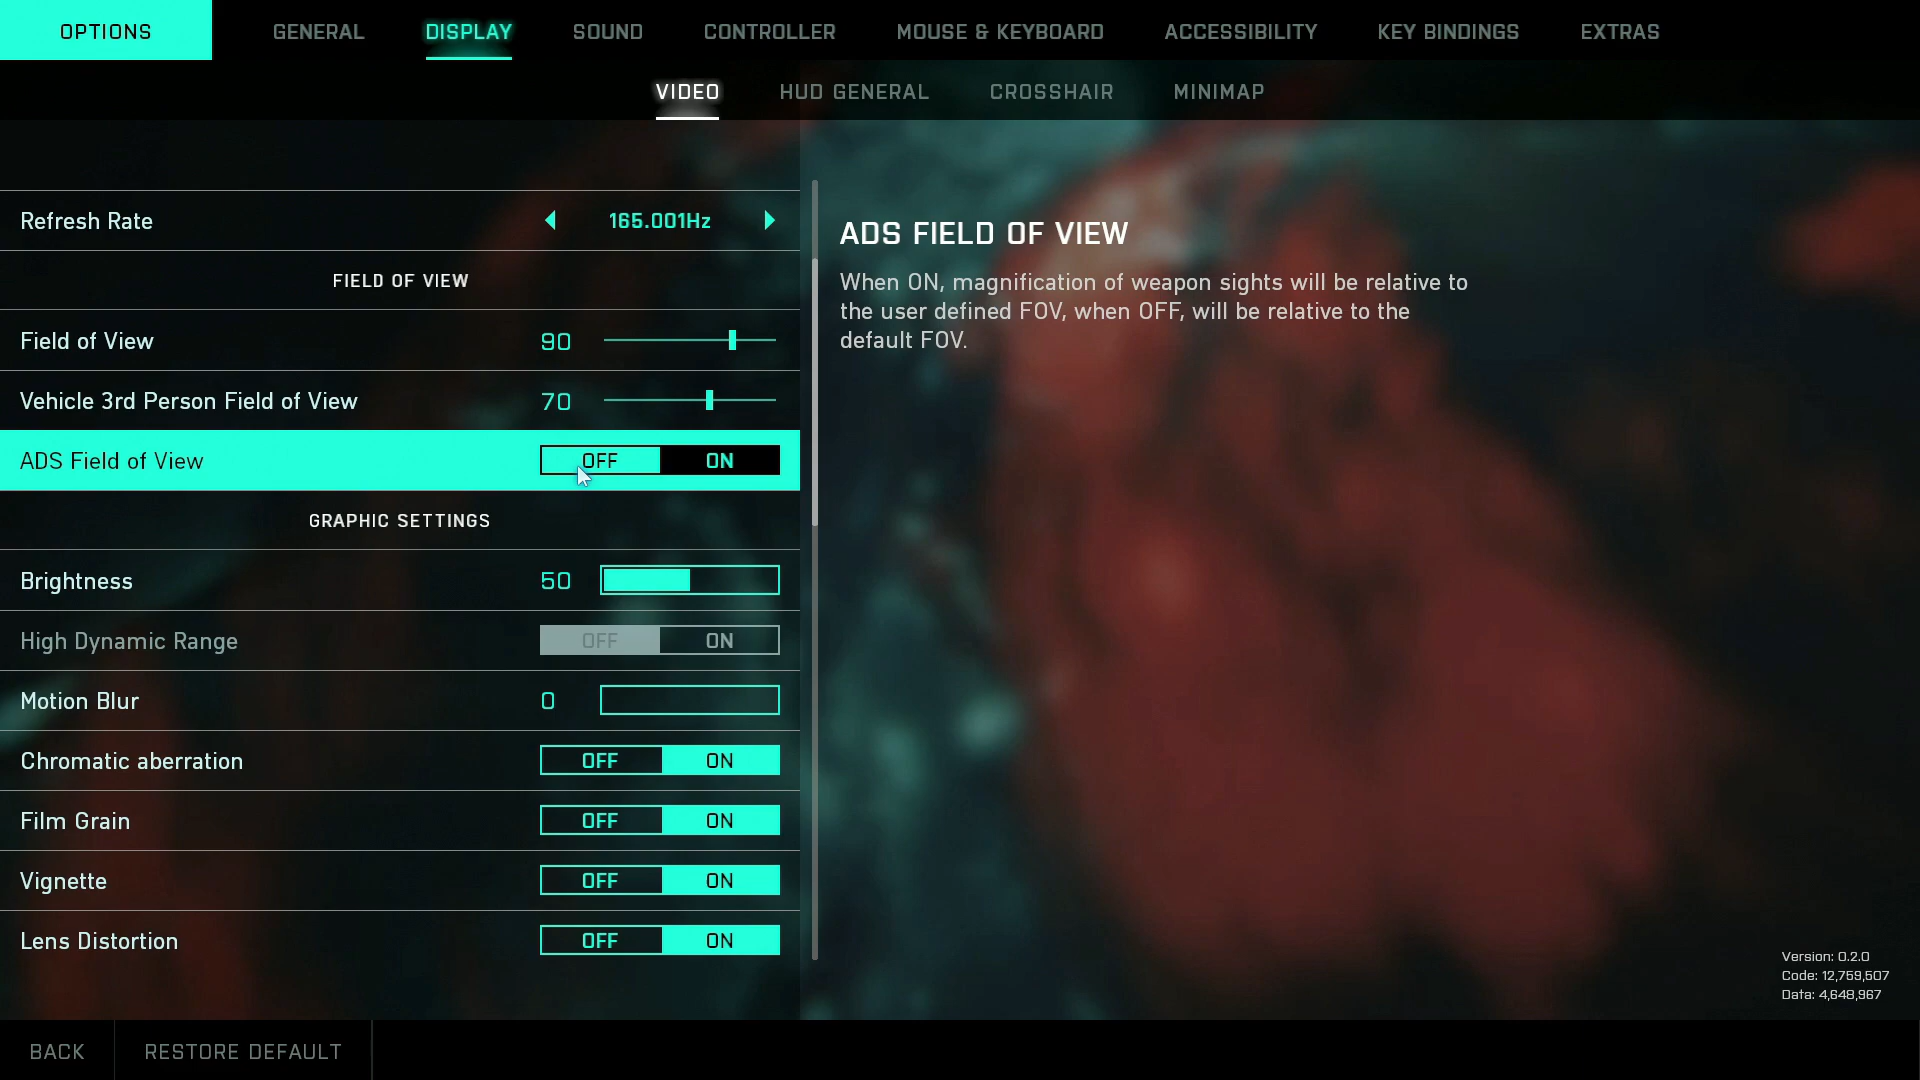 OPTIONS
GENERAL
DISPLAY
SOUND
CONTROLLER
MOUSE & KEYBOARD
ACCESSIBILITY
KEY BINDINGS
EXTRAS
VIDEO
HUD GENERAL
CROSSHAIR
MINIMAP
Refresh Rate
165.001Hz
FIELD OF VIEW
Field of View
90
Vehicle 3rd Person Field of View
70
ADS Field of View
OFF
ON
GRAPHIC SETTINGS
Brightness
50
High Dynamic Range
OFF
ON
Motion Blur
0
Chromatic aberration
OFF
ON
Film Grain
OFF
ON
Vignette
OFF
ON
Lens Distortion
OFF
ON
ADS FIELD OF VIEW
When ON, magnification of weapon sights will be relative to
the user defined FOV, when OFF, will be relative to the
default FOV.
Version: 0.2.0
Code: 12,759,507
Data: 4,648,967
BACK
RESTORE DEFAULT